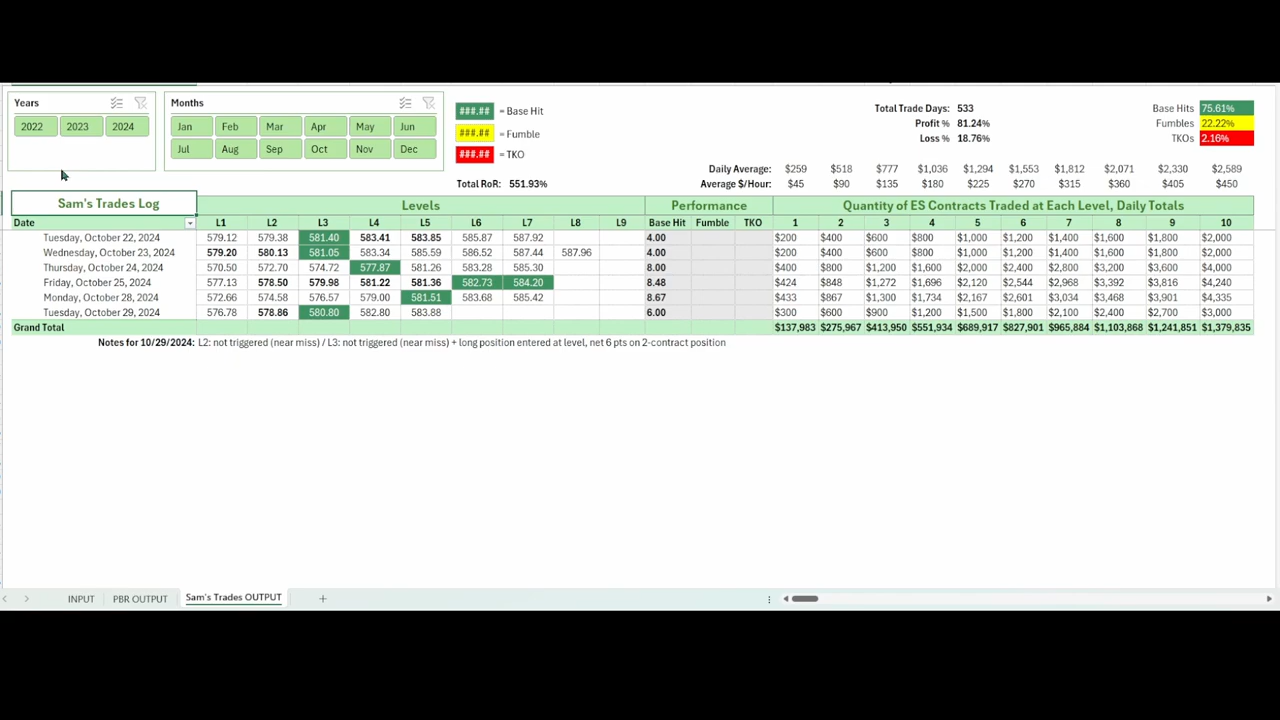 Years Months
2022 2023 2024 Jan Feb Mar Apr May Jun
Jul Aug Sep Oct Nov Dec
###.## = Base Hit
###.## = Fumble
###.## = TKO
Total RoR: 551.93%
Total Trade Days: 533
Profit % 81.24%
Loss % 18.76%
Base Hits 75.61%
Fumbles 22.22%
TKOs 2.16%
Daily Average: $259 $518 $777 $1,036 $1,294 $1,553 $1,812 $2,071 $2,330 $2,589
Average $/Hour: $45 $90 $135 $180 $225 $270 $315 $360 $405 $450
Sam's Trades Log Levels Performance Quantity of ES Contracts Traded at Each Level, Daily Totals
Date L1 L2 L3 L4 L5 L6 L7 L8 L9 Base Hit Fumble TKO 1 2 3 4 5 6 7 8 9 10
Tuesday, October 22, 2024 579.12 579.38 581.40 583.41 583.85 585.87 587.92 4.00 $200 $400 $600 $800 $1,000 $1,200 $1,400 $1,600 $1,800 $2,000
Wednesday, October 23, 2024 579.20 580.13 581.05 583.34 585.59 586.52 587.44 587.96 4.00 $200 $400 $600 $800 $1,000 $1,200 $1,400 $1,600 $1,800 $2,000
Thursday, October 24, 2024 570.50 572.70 574.72 577.87 581.26 583.28 585.30 8.00 $400 $800 $1,200 $1,600 $2,000 $2,400 $2,800 $3,200 $3,600 $4,000
Friday, October 25, 2024 577.13 578.50 579.98 581.22 581.36 582.73 584.20 8.48 $424 $848 $1,272 $1,696 $2,120 $2,544 $2,968 $3,392 $3,816 $4,240
Monday, October 28, 2024 572.66 574.58 576.57 579.00 581.51 583.68 585.42 8.67 $433 $867 $1,300 $1,734 $2,167 $2,601 $3,034 $3,468 $3,901 $4,335
Tuesday, October 29, 2024 576.78 578.86 580.80 582.80 583.88 6.00 $300 $600 $900 $1,200 $1,500 $1,800 $2,100 $2,400 $2,700 $3,000
Grand Total $137,983 $275,967 $413,950 $551,934 $689,917 $827,901 $965,884 $1,103,868 $1,241,851 $1,379,835
Notes for 10/29/2024: L2: not triggered (near miss) / L3: not triggered (near miss) + long position entered at level, net 6 pts on 2-contract position
INPUT PBR OUTPUT Sam's Trades OUTPUT